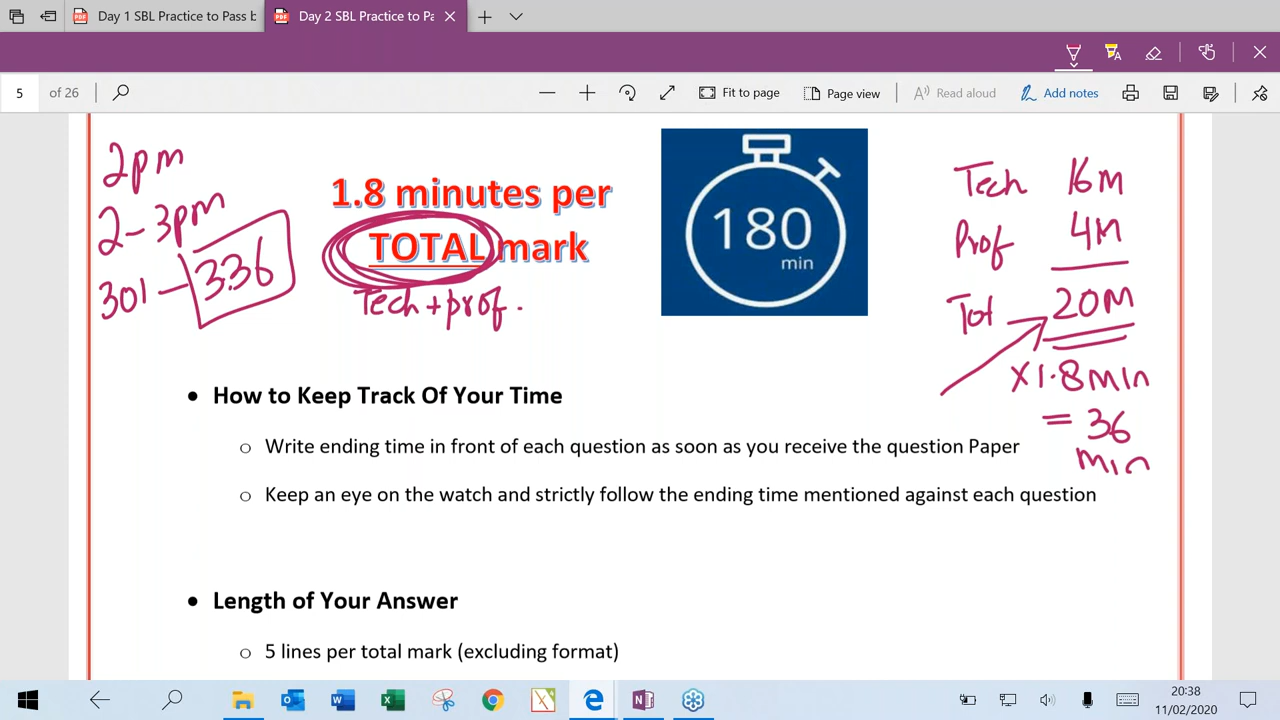 Day 1 SBL Practice to Pass b
Day 2 SBL Practice to Pa
5 of 26
Fit to page
Page view
Read aloud
Add notes
2pm
2 - 3pm
301 - 3.36
1.8 minutes per
TOTAL mark
Tech + prof.
180
min
Tech 16M
Prof 4M
Tot 20M
x1.8 min
= 36
min
• How to Keep Track Of Your Time
o Write ending time in front of each question as soon as you receive the question Paper
o Keep an eye on the watch and strictly follow the ending time mentioned against each question
• Length of Your Answer
o 5 lines per total mark (excluding format)
20:38
11/02/2020